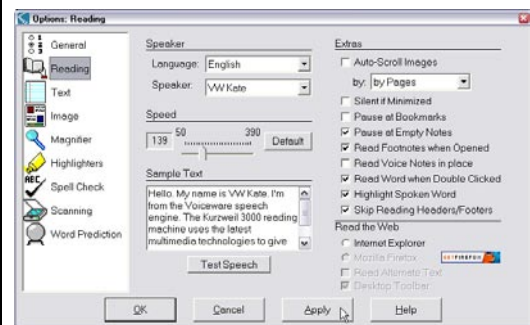 Options: Reading
General
Reading
Text
Image
Magnifier
Highlighters
ABC
Spell Check
Scanning
Word Prediction
Speaker
Language: English
Speaker: VW Kate
Speed
139 50 390 Default
Sample Text
Hello. My name is VW Kate. I'm
from the Voiceware speech
engine. The Kurzweil 3000 reading
machine uses the latest
multimedia technologies to give
Test Speech
Extras
Auto-Scroll Images
by: by Pages
Silent if Minimized
Pause at Bookmarks
Pause at Empty Notes
Read Footnotes when Opened
Read Voice Notes in place
Read Word when Double Clicked
Highlight Spoken Word
Skip Reading Headers/Footers
Read the Web
Internet Explorer
Mozilla Firefox GET FIREFOX
Read Alternate Text
Desktop Toolbar
OK Cancel Apply Help